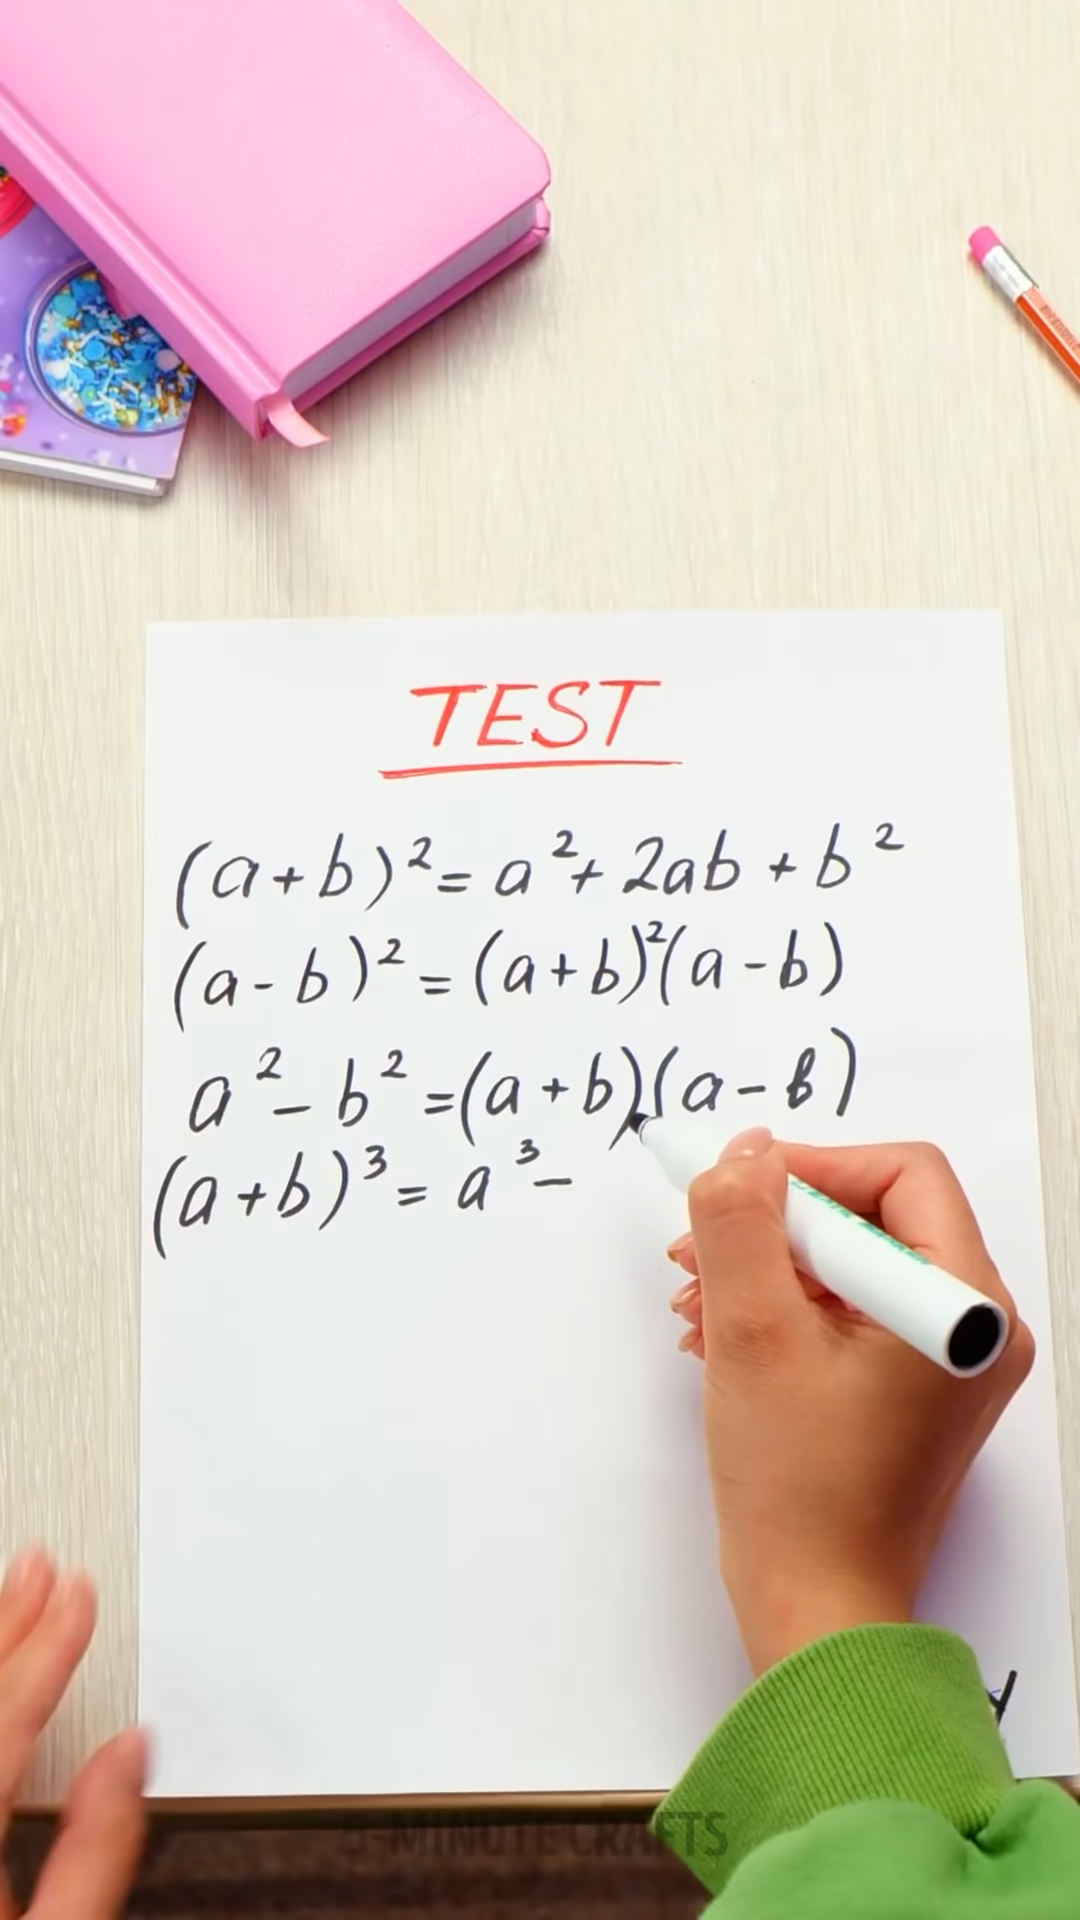 TEST
(a+b)²= a²+ 2ab + b²
(a- b)² = (a+b)²(a - b)
a²- b² =(a + b)(a - b)
(a+b)³ = a³-
5-MINUTE CRAFTS